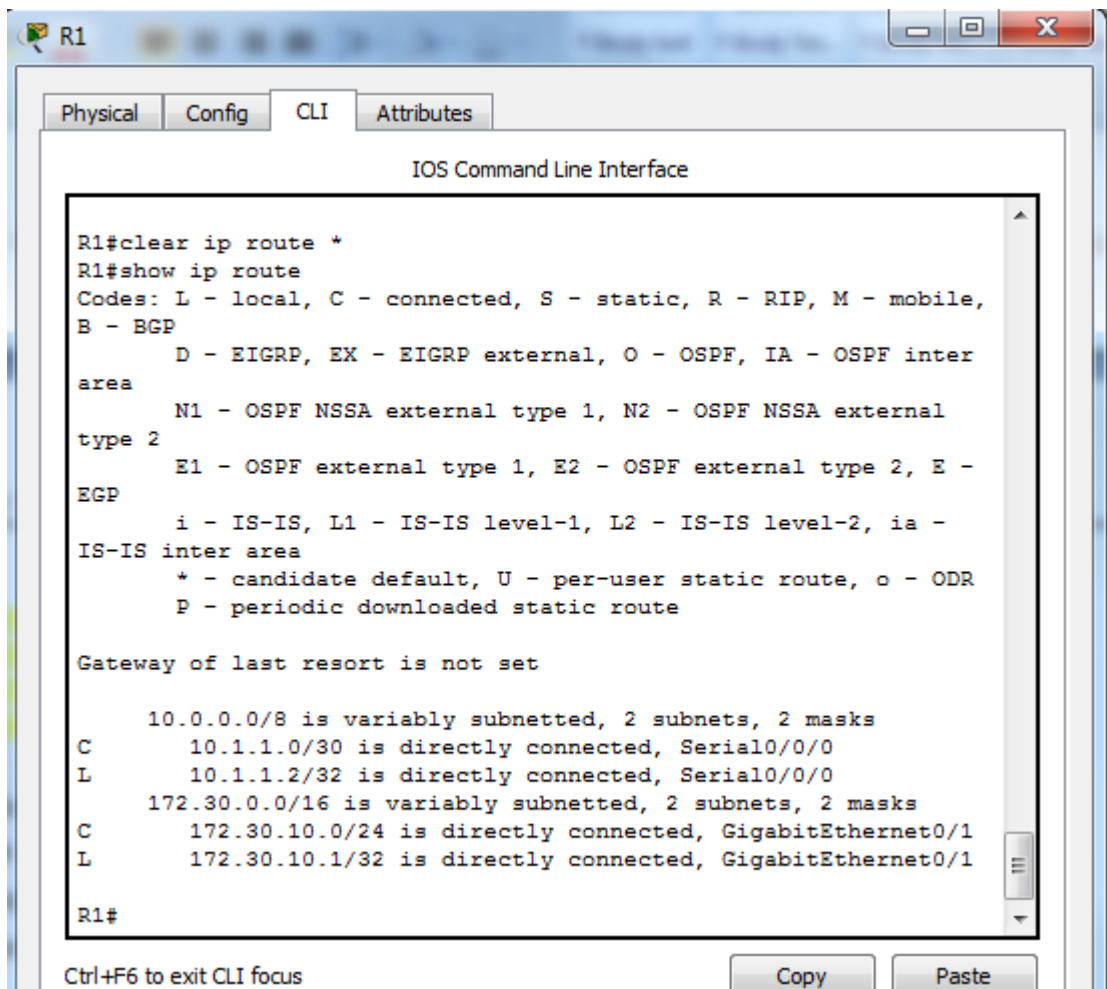 R1
Physical Config CLI Attributes
IOS Command Line Interface
R1#clear ip route *
R1#show ip route
Codes: L - local, C - connected, S - static, R - RIP, M - mobile,
B - BGP
D - EIGRP, EX - EIGRP external, O - OSPF, IA - OSPF inter
area
N1 - OSPF NSSA external type 1, N2 - OSPF NSSA external
type 2
E1 - OSPF external type 1, E2 - OSPF external type 2, E -
EGP
i - IS-IS, L1 - IS-IS level-1, L2 - IS-IS level-2, ia -
IS-IS inter area
* - candidate default, U - per-user static route, o - ODR
P - periodic downloaded static route
Gateway of last resort is not set
10.0.0.0/8 is variably subnetted, 2 subnets, 2 masks
C 10.1.1.0/30 is directly connected, Serial0/0/0
L 10.1.1.2/32 is directly connected, Serial0/0/0
172.30.0.0/16 is variably subnetted, 2 subnets, 2 masks
C 172.30.10.0/24 is directly connected, GigabitEthernet0/1
L 172.30.10.1/32 is directly connected, GigabitEthernet0/1
R1#
Ctrl+F6 to exit CLI focus
Copy Paste